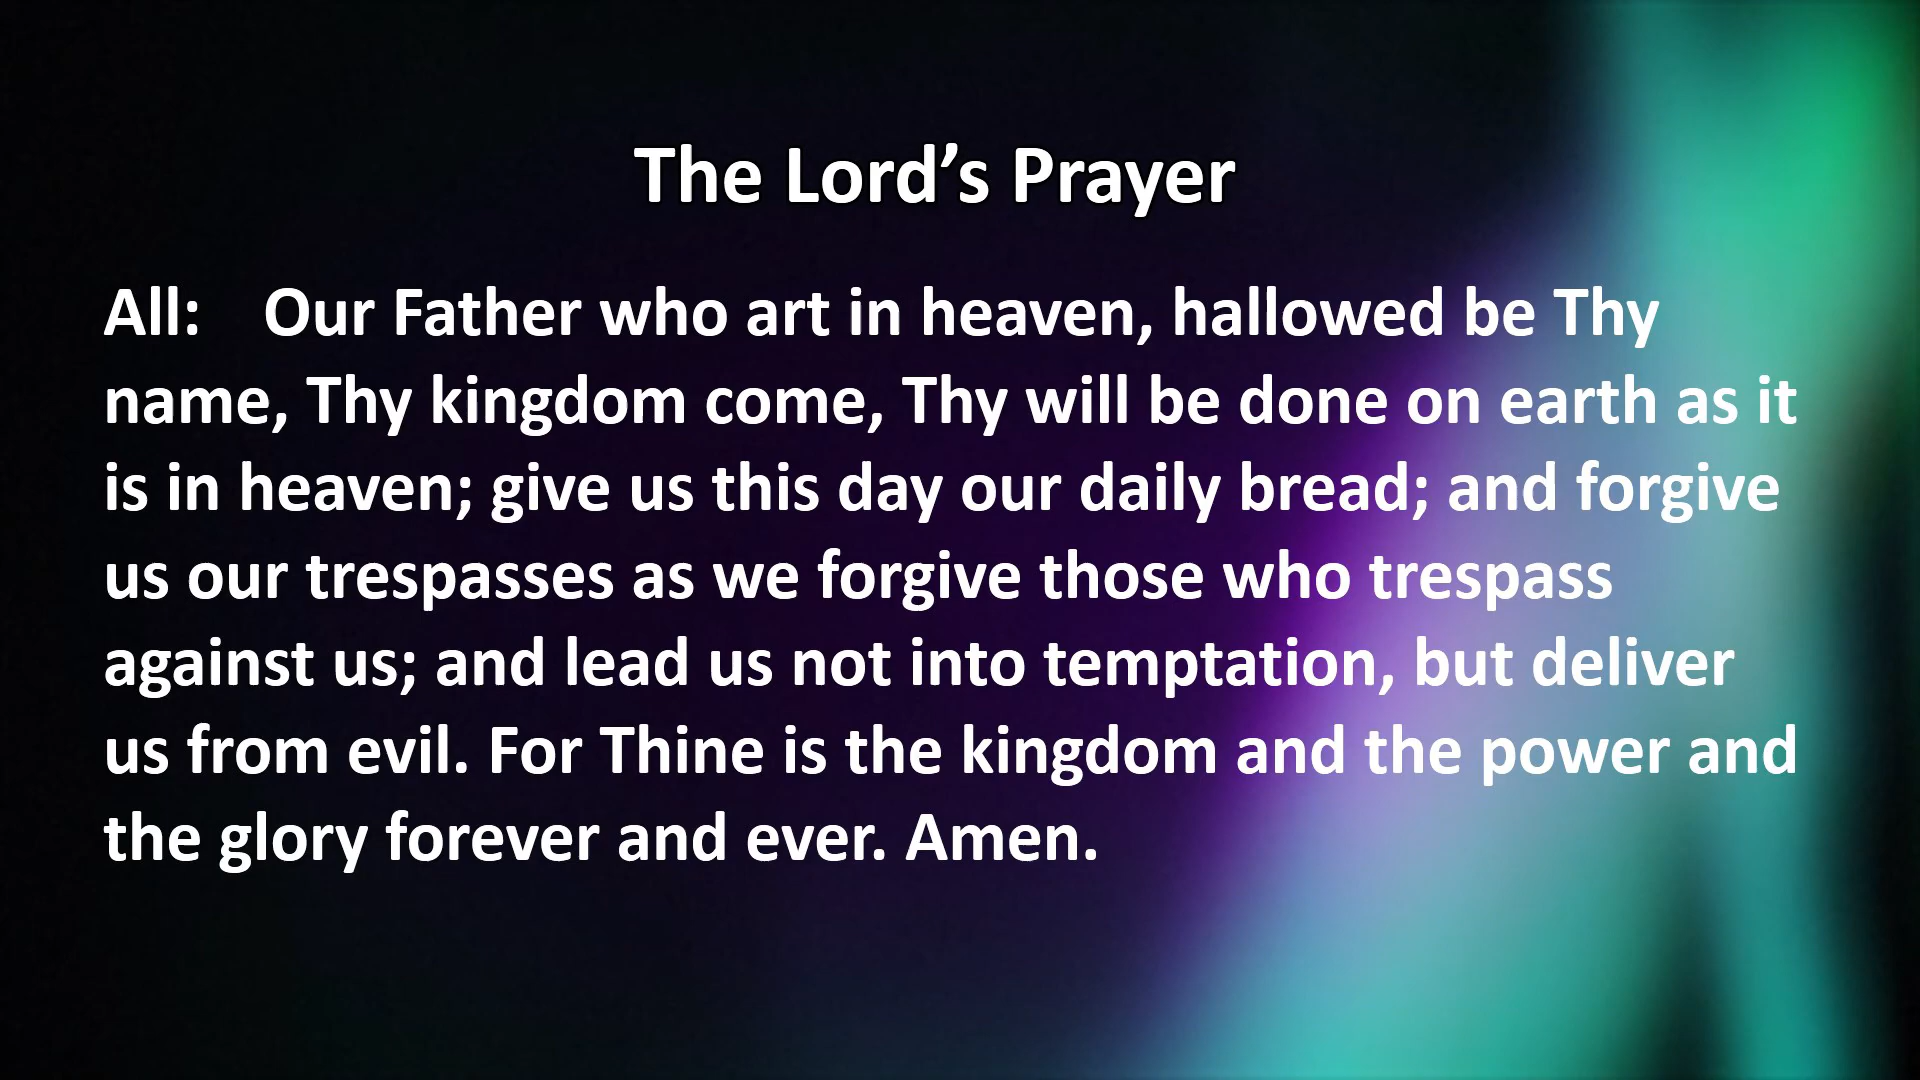 The Lord’s Prayer
All: Our Father who art in heaven, hallowed be Thy
name, Thy kingdom come, Thy will be done on earth as it
is in heaven; give us this day our daily bread; and forgive
us our trespasses as we forgive those who trespass
against us; and lead us not into temptation, but deliver
us from evil. For Thine is the kingdom and the power and
the glory forever and ever. Amen.